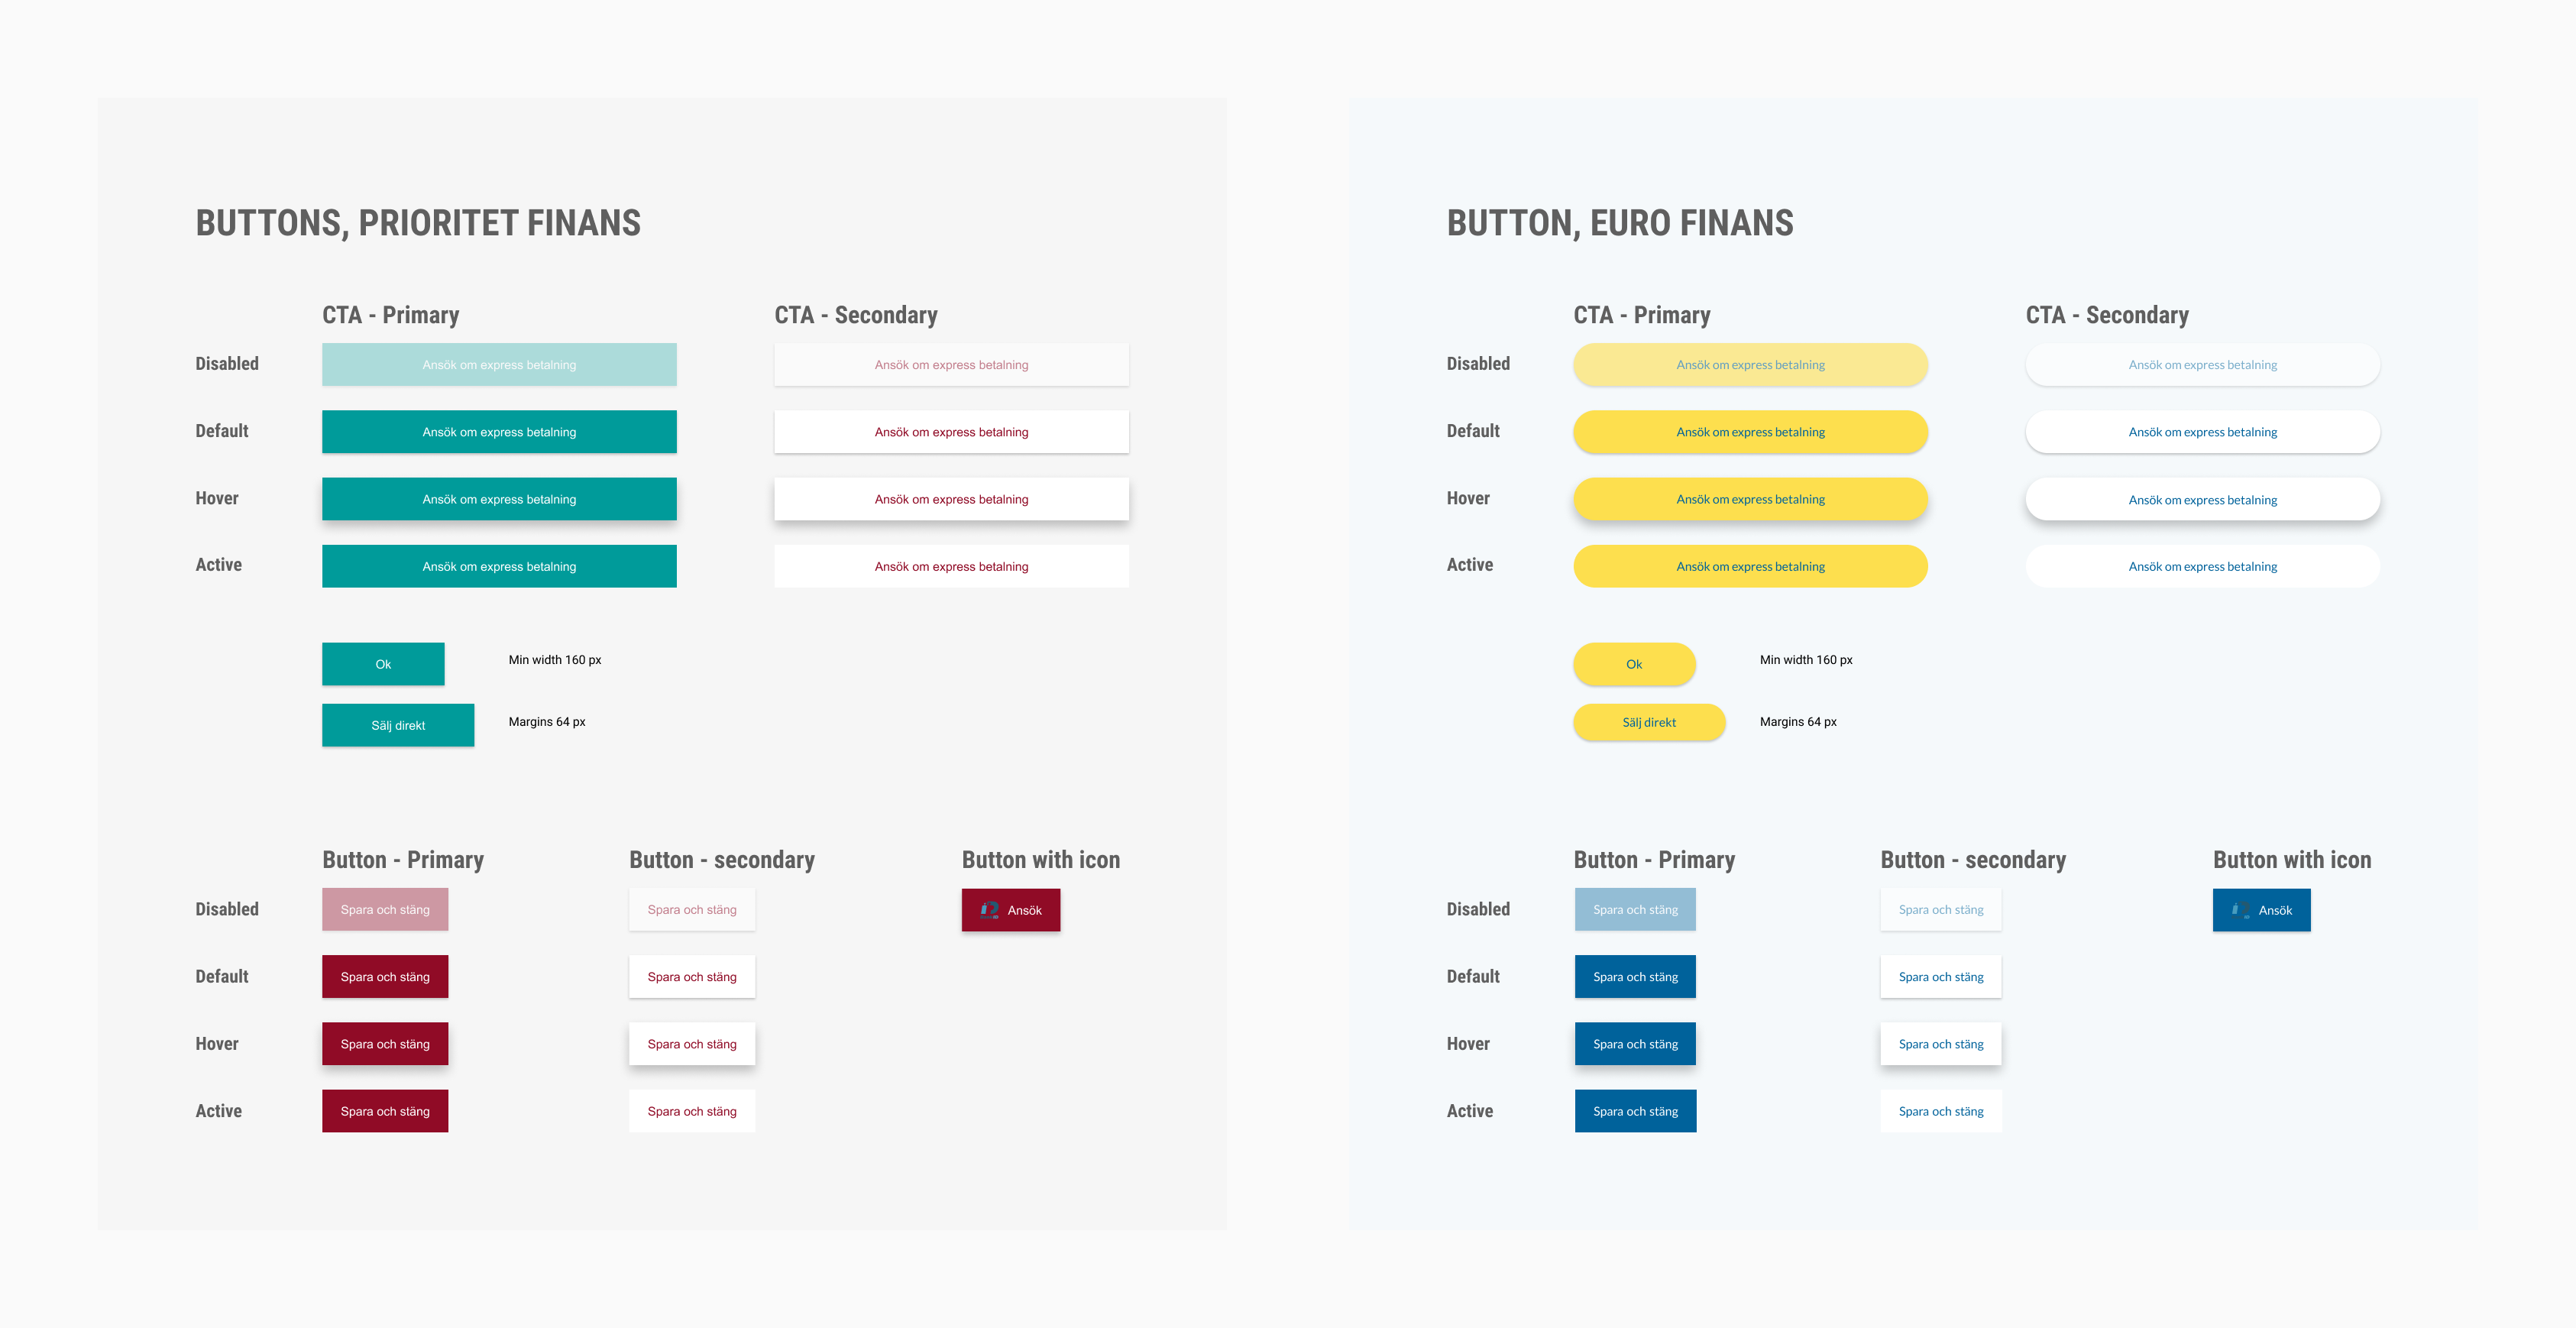 BUTTONS, PRIORITET FINANS
CTA - Primary
CTA - Secondary
Disabled
Ansök om express betalning
Ansök om express betalning
Default
Ansök om express betalning
Ansök om express betalning
Hover
Ansök om express betalning
Ansök om express betalning
Active
Ansök om express betalning
Ansök om express betalning
Ok
Min width 160 px
Sälj direkt
Margins 64 px
Button - Primary
Button - secondary
Button with icon
Disabled
Spara och stäng
Spara och stäng
Ansök
Default
Spara och stäng
Spara och stäng
Hover
Spara och stäng
Spara och stäng
Active
Spara och stäng
Spara och stäng
BUTTON, EURO FINANS
CTA - Primary
CTA - Secondary
Disabled
Ansök om express betalning
Ansök om express betalning
Default
Ansök om express betalning
Ansök om express betalning
Hover
Ansök om express betalning
Ansök om express betalning
Active
Ansök om express betalning
Ansök om express betalning
Ok
Min width 160 px
Sälj direkt
Margins 64 px
Button - Primary
Button - secondary
Button with icon
Disabled
Spara och stäng
Spara och stäng
Ansök
Default
Spara och stäng
Spara och stäng
Hover
Spara och stäng
Spara och stäng
Active
Spara och stäng
Spara och stäng